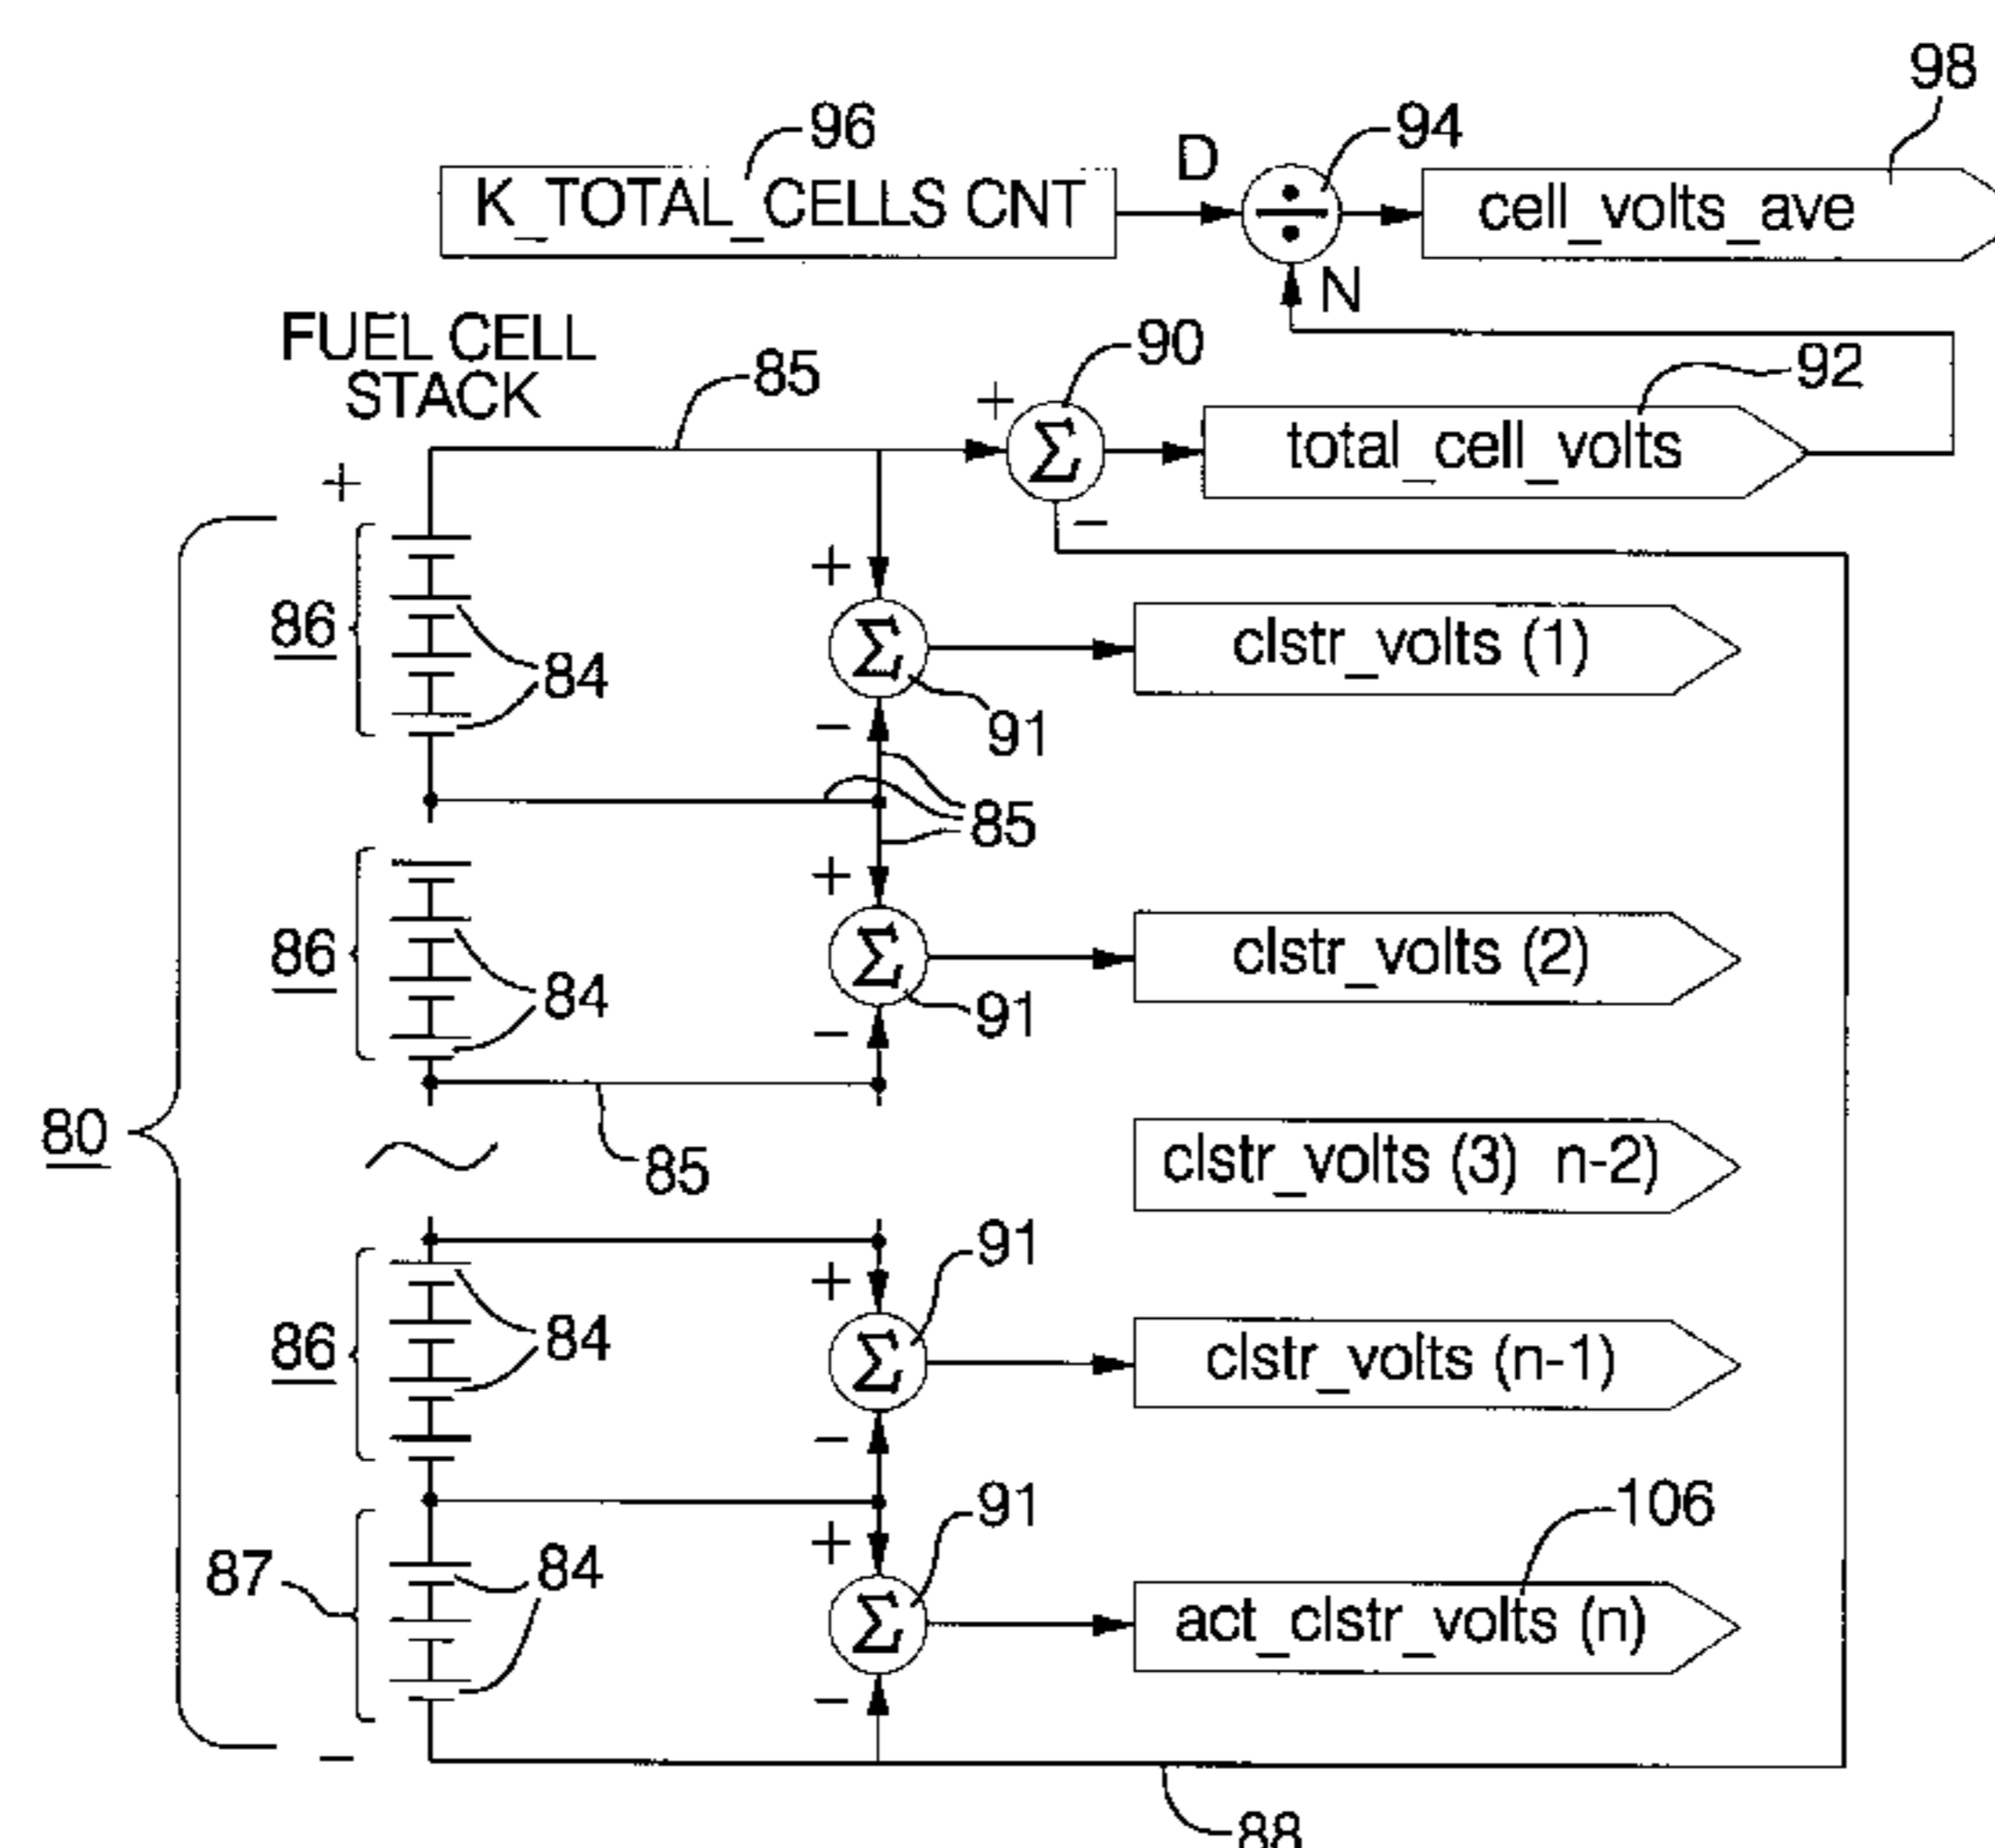 98
96
94
D
K_TOTAL_CELLS CNT
÷
cell_volts_ave
N
FUEL CELL
STACK
85
90
92
+
Σ
total_cell_volts
+
−
+
86
84
Σ
clstr_volts (1)
−
91
85
+
86
84
Σ
clstr_volts (2)
91
−
80
85
clstr_volts (3) n-2)
91
+
86
84
Σ
clstr_volts (n-1)
−
91
106
+
87
84
Σ
act_clstr_volts (n)
−
−
88